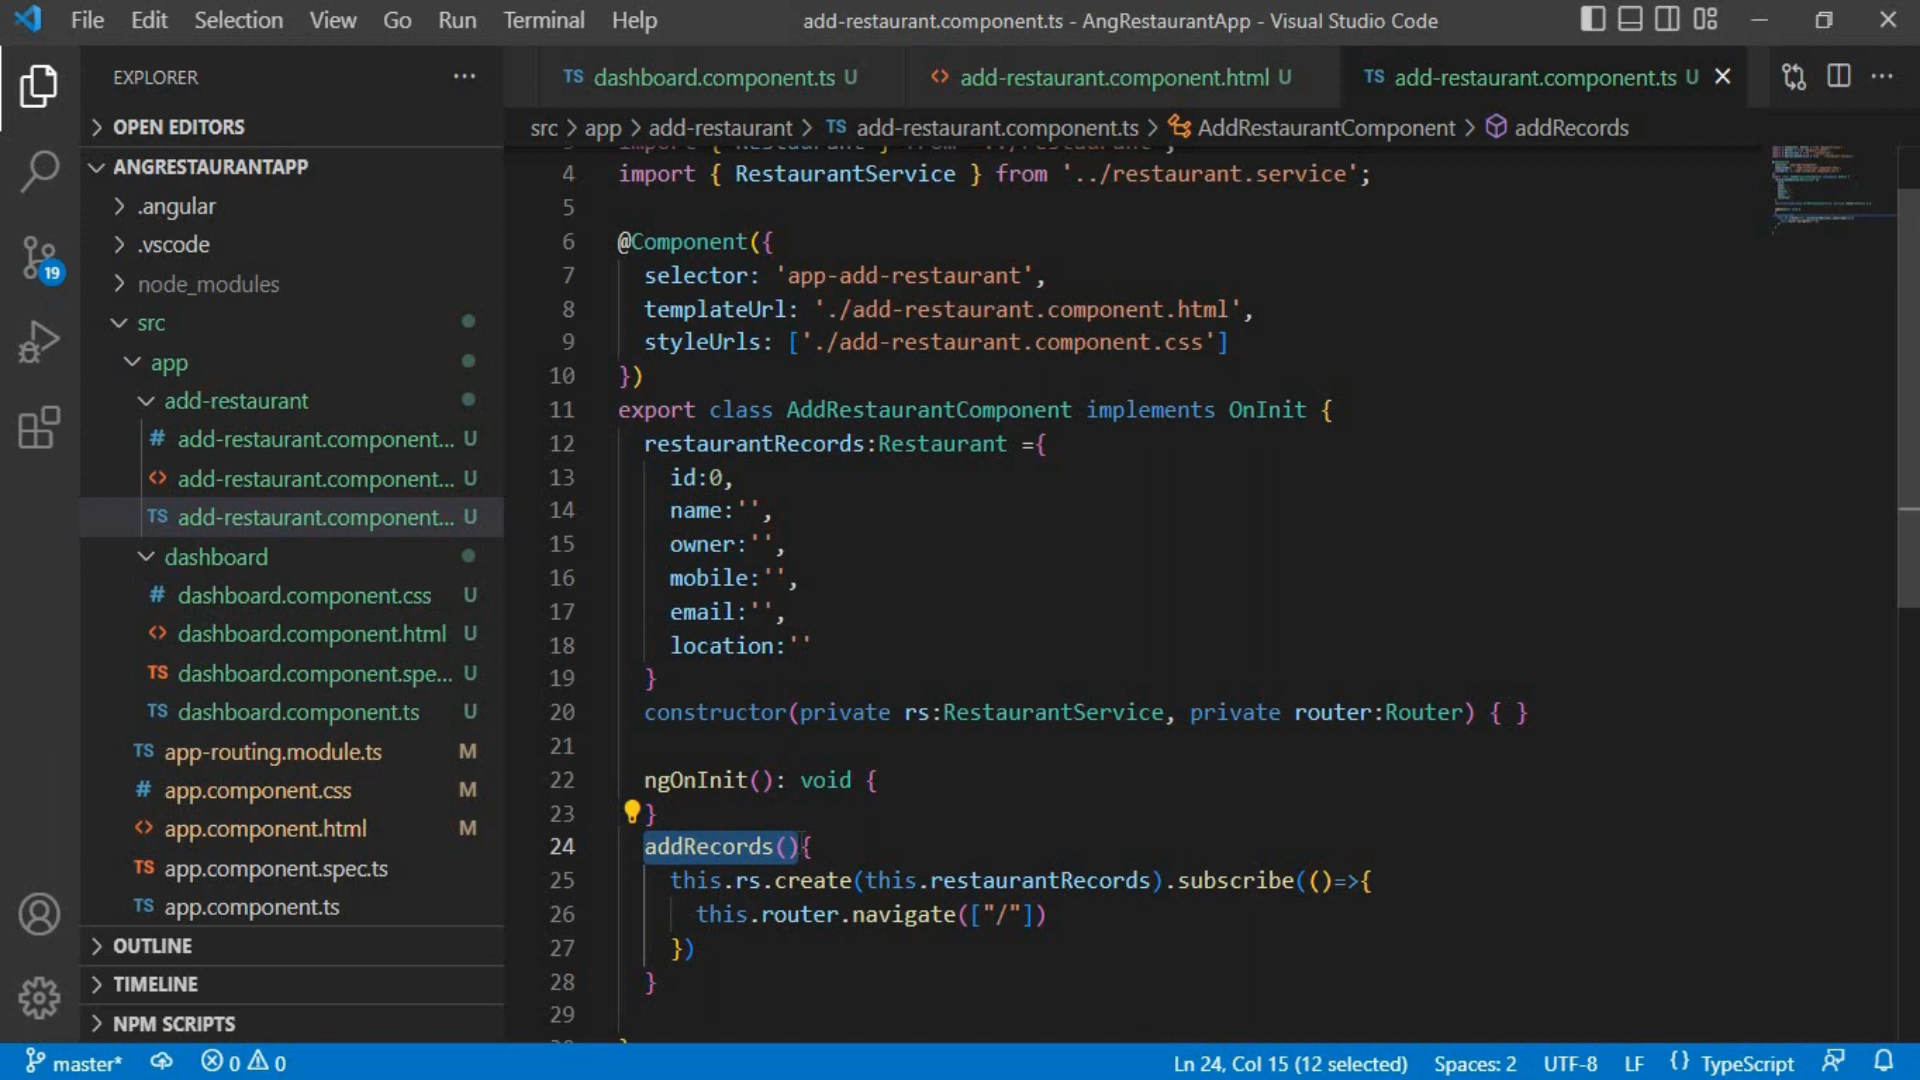 File Edit Selection View Go Run Terminal Help
add-restaurant.component.ts - AngRestaurantApp - Visual Studio Code
EXPLORER
OPEN EDITORS
ANGRESTAURANTAPP
.angular
.vscode
node_modules
src
app
add-restaurant
# add-restaurant.component... U
<> add-restaurant.component... U
TS add-restaurant.component... U
dashboard
# dashboard.component.css U
<> dashboard.component.html U
TS dashboard.component.spe... U
TS dashboard.component.ts U
TS app-routing.module.ts M
# app.component.css M
<> app.component.html M
TS app.component.spec.ts
TS app.component.ts
OUTLINE
TIMELINE
NPM SCRIPTS
19
TS dashboard.component.ts U
<> add-restaurant.component.html U
TS add-restaurant.component.ts U
src > app > add-restaurant > TS add-restaurant.component.ts > AddRestaurantComponent > addRecords
4 import { RestaurantService } from '../restaurant.service';
5
6 @Component({
7 selector: 'app-add-restaurant',
8 templateUrl: './add-restaurant.component.html',
9 styleUrls: ['./add-restaurant.component.css']
10 })
11 export class AddRestaurantComponent implements OnInit {
12 restaurantRecords:Restaurant ={
13 id:0,
14 name:'',
15 owner:'',
16 mobile:'',
17 email:'',
18 location:''
19 }
20 constructor(private rs:RestaurantService, private router:Router) { }
21
22 ngOnInit(): void {
23 }
24 addRecords(){
25 this.rs.create(this.restaurantRecords).subscribe(()=>{
26 this.router.navigate(["/"])
27 })
28 }
29
master* 0 0
Ln 24, Col 15 (12 selected) Spaces: 2 UTF-8 LF {} TypeScript